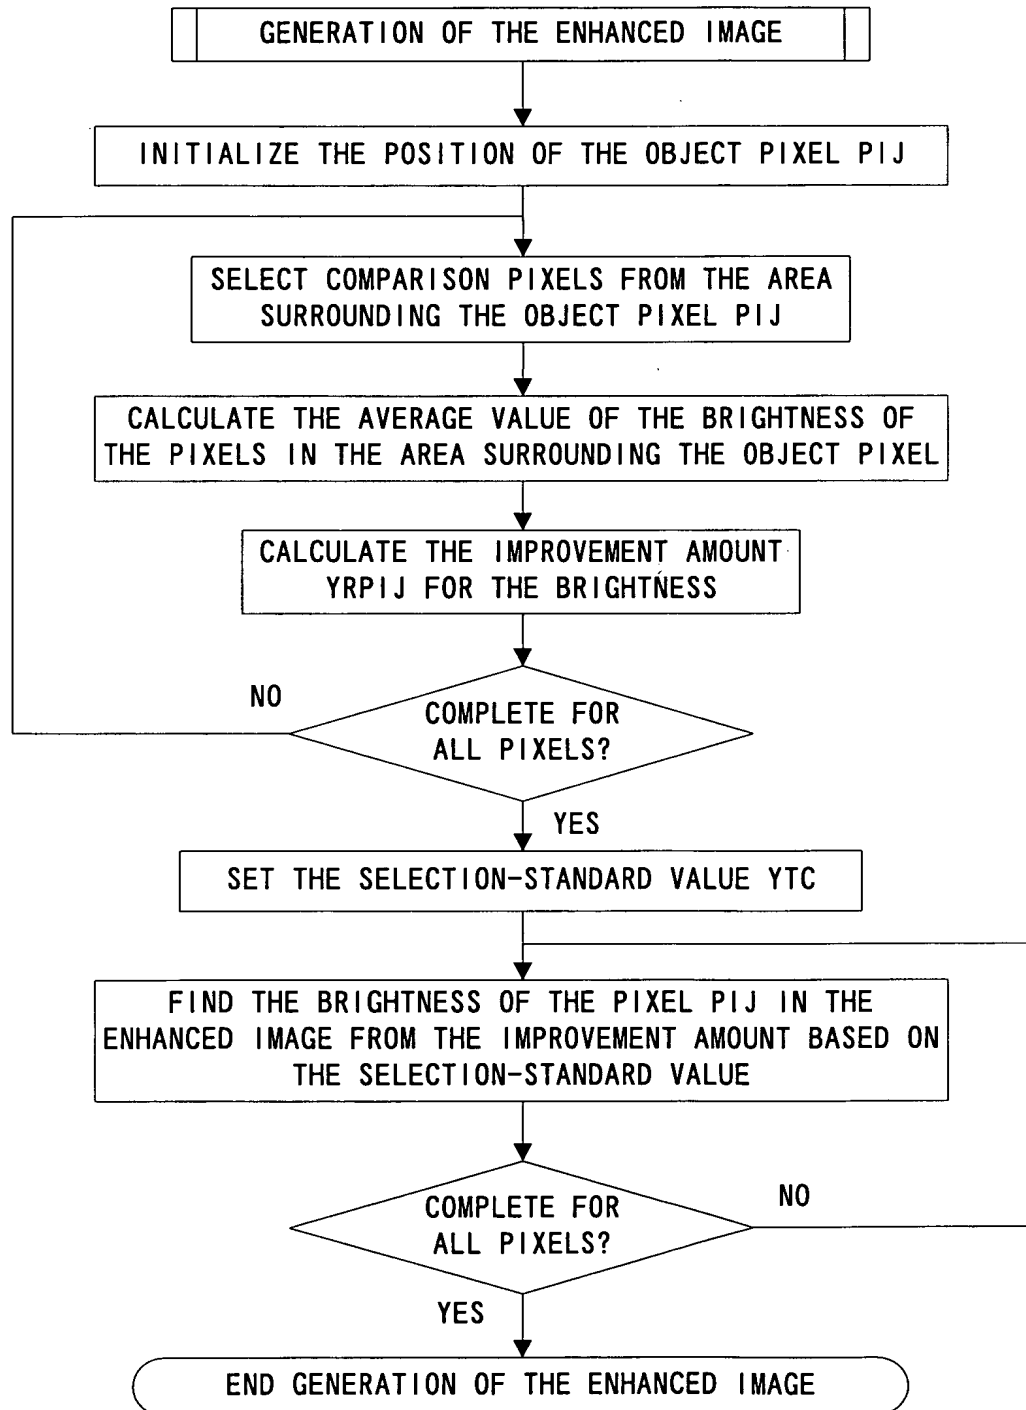 GENERATION OF THE ENHANCED IMAGE
INITIALIZE THE POSITION OF THE OBJECT PIXEL PIJ
SELECT COMPARISON PIXELS FROM THE AREA
SURROUNDING THE OBJECT PIXEL PIJ
CALCULATE THE AVERAGE VALUE OF THE BRIGHTNESS OF
THE PIXELS IN THE AREA SURROUNDING THE OBJECT PIXEL
CALCULATE THE IMPROVEMENT AMOUNT
YRPIJ FOR THE BRIGHTNESS
NO
COMPLETE FOR
ALL PIXELS?
YES
SET THE SELECTION-STANDARD VALUE YTC
FIND THE BRIGHTNESS OF THE PIXEL PIJ IN THE
ENHANCED IMAGE FROM THE IMPROVEMENT AMOUNT BASED ON
THE SELECTION-STANDARD VALUE
NO
COMPLETE FOR
ALL PIXELS?
YES
END GENERATION OF THE ENHANCED IMAGE